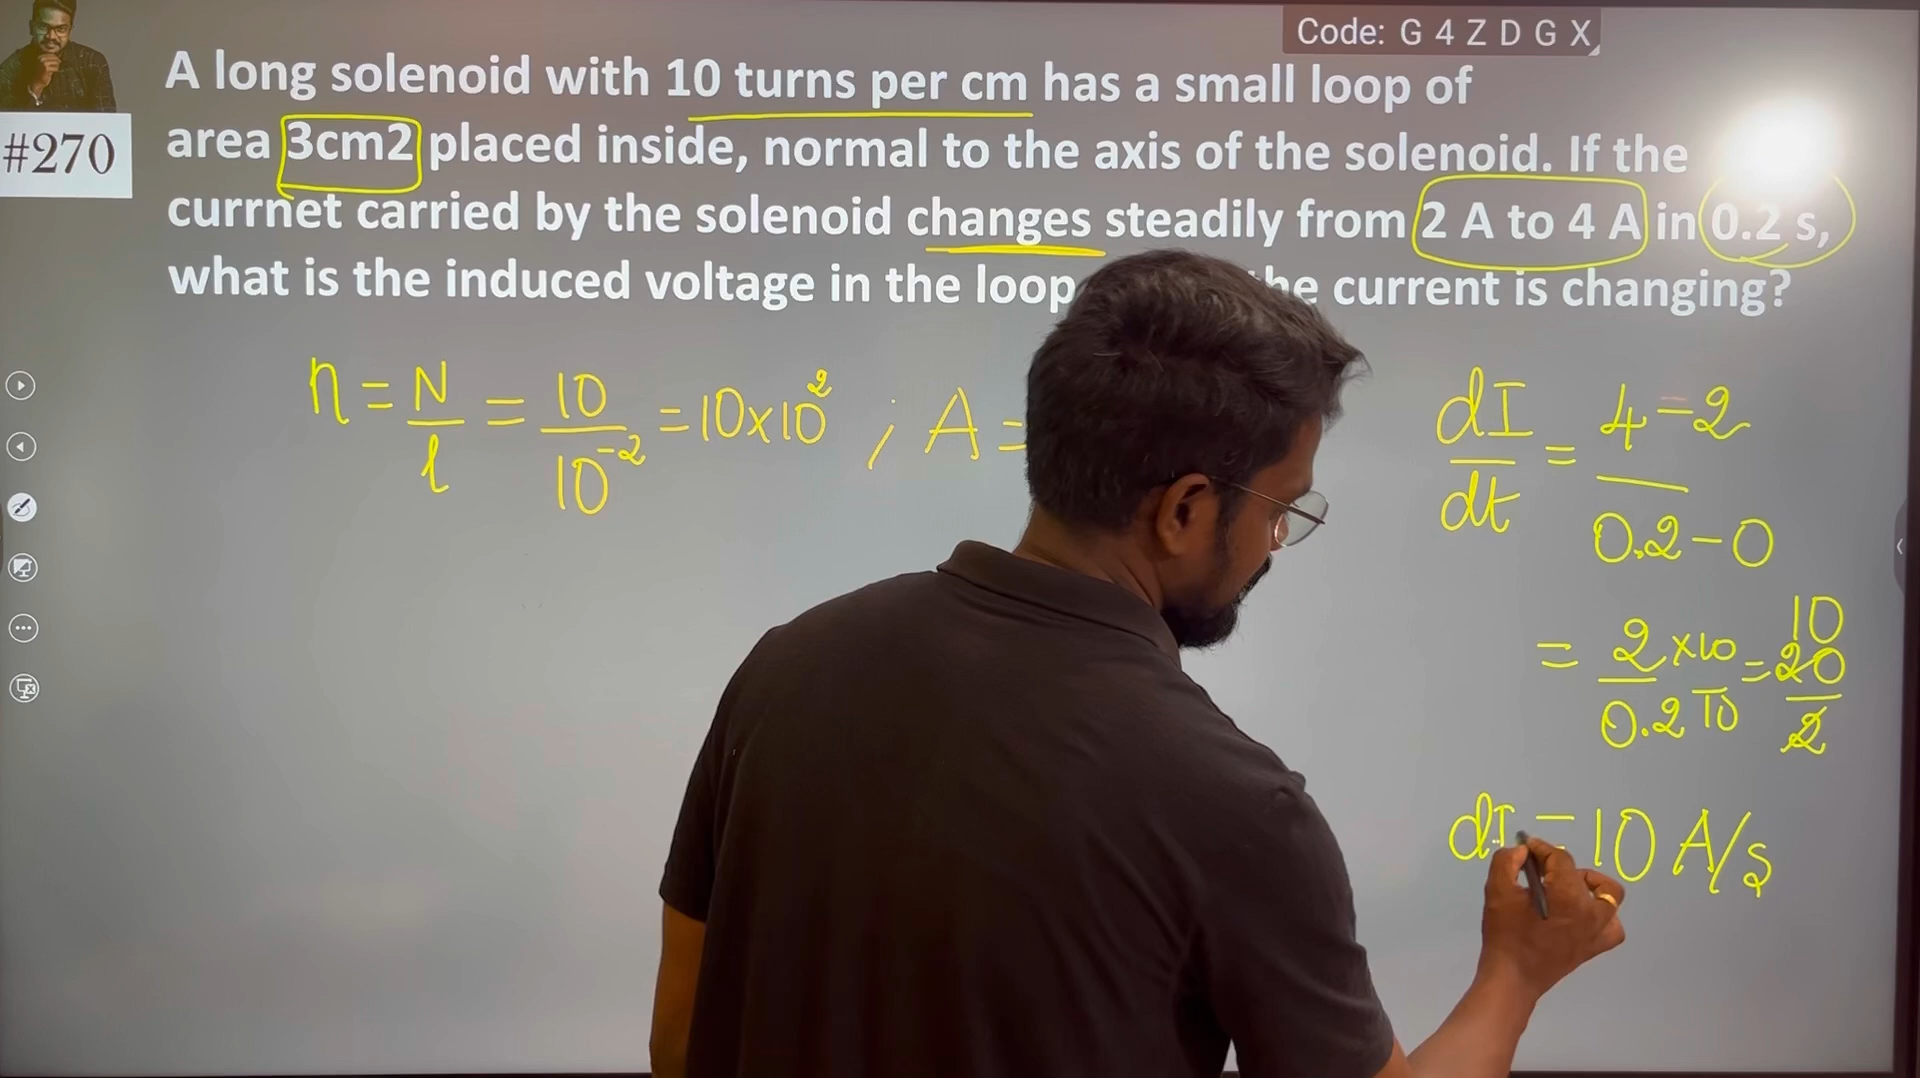 Code: G 4 Z D G X
#270
A long solenoid with 10 turns per cm has a small loop of
area 3cm2 placed inside, normal to the axis of the solenoid. If the
currnet carried by the solenoid changes steadily from 2 A to 4 A in 0.2 s,
what is the induced voltage in the loop he current is changing?
n = N/l = 10/10⁻² = 10×10² ; A =
dI/dt = 4-2/0.2-0
= 2/0.2 ×10/10 = 20/2 10
dI = 10 A/s